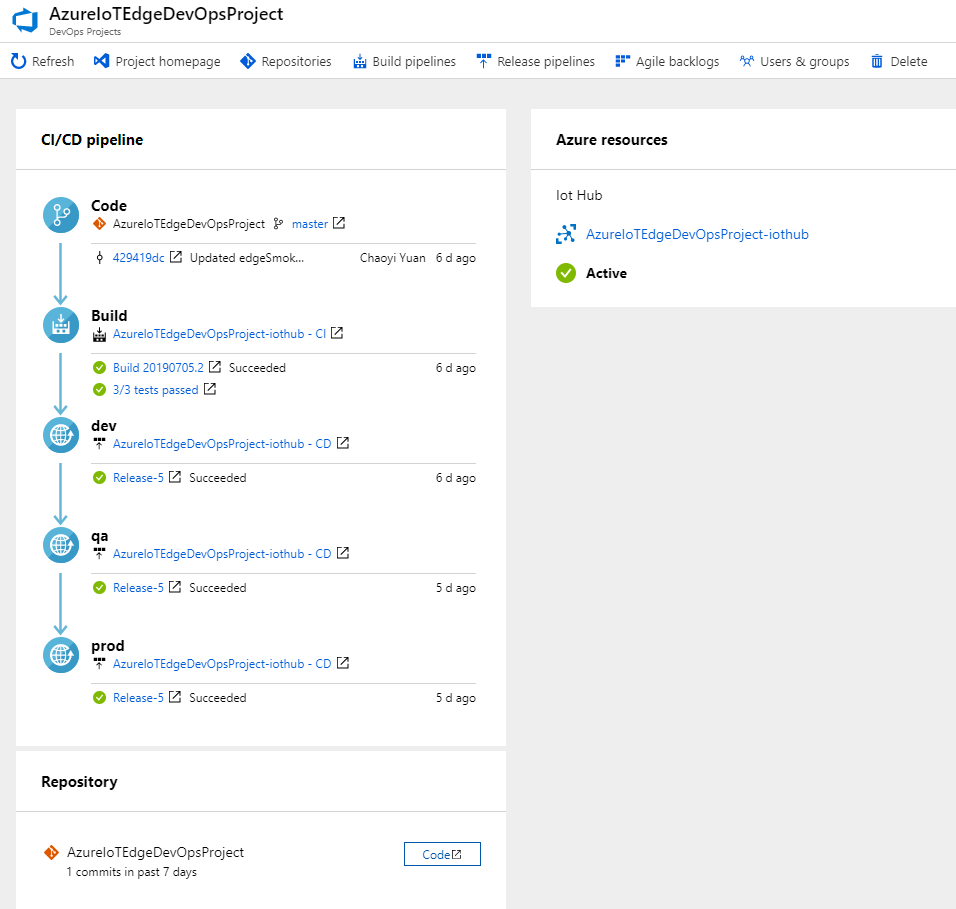 AzureIoTEdgeDevOpsProject
DevOps Projects
Refresh Project homepage Repositories Build pipelines Release pipelines Agile backlogs Users & groups Delete
CI/CD pipeline
Code
AzureIoTEdgeDevOpsProject master
429419dc Updated edgeSmok... Chaoyi Yuan 6 d ago
Build
AzureIoTEdgeDevOpsProject-iothub - CI
Build 20190705.2 Succeeded 6 d ago
3/3 tests passed
dev
AzureIoTEdgeDevOpsProject-iothub - CD
Release-5 Succeeded 6 d ago
qa
AzureIoTEdgeDevOpsProject-iothub - CD
Release-5 Succeeded 5 d ago
prod
AzureIoTEdgeDevOpsProject-iothub - CD
Release-5 Succeeded 5 d ago
Repository
AzureIoTEdgeDevOpsProject
1 commits in past 7 days
Code
Azure resources
Iot Hub
AzureIoTEdgeDevOpsProject-iothub
Active